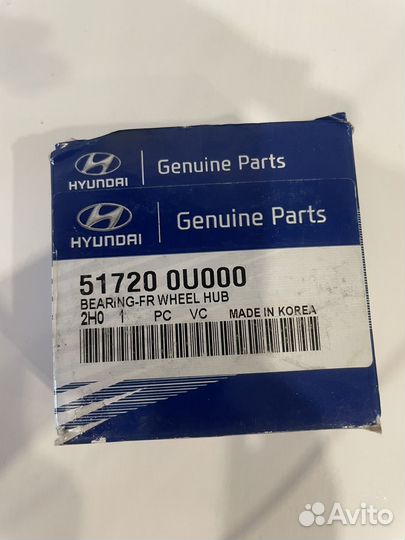 HYUNDAI
Genuine Parts
HYUNDAI
Genuine Parts
51720 0U000
BEARING-FR WHEEL HUB
2H0 1 PC VC MADE IN KOREA
Avito